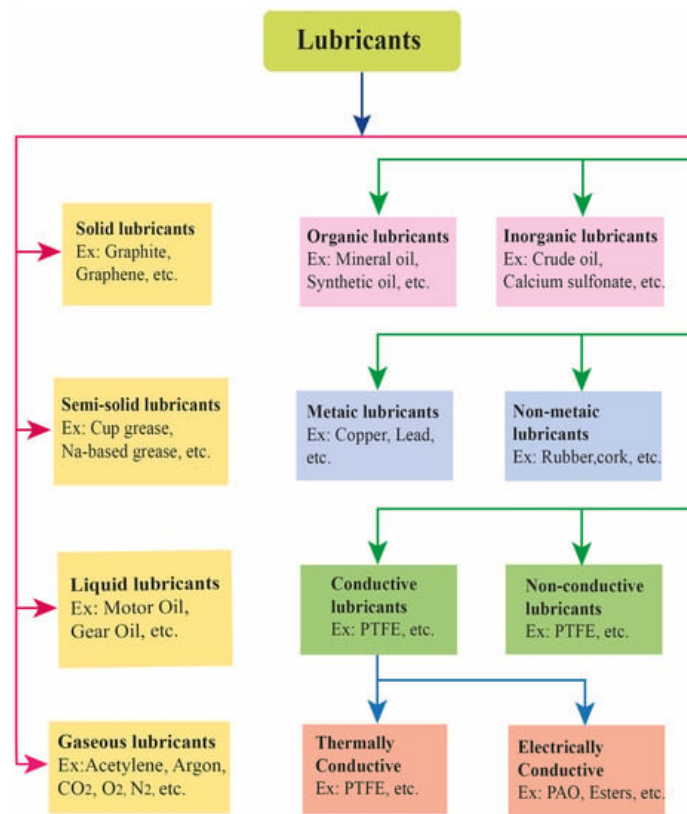 Lubricants
Solid lubricants
Ex: Graphite,
Graphene, etc.
Organic lubricants
Ex: Mineral oil,
Synthetic oil, etc.
Inorganic lubricants
Ex: Crude oil,
Calcium sulfonate, etc.
Semi-solid lubricants
Ex: Cup grease,
Na-based grease, etc.
Metaic lubricants
Ex: Copper, Lead,
etc.
Non-metaic
lubricants
Ex: Rubber,cork, etc.
Liquid lubricants
Ex: Motor Oil,
Gear Oil, etc.
Conductive
lubricants
Ex: PTFE, etc.
Non-conductive
lubricants
Ex: PTFE, etc.
Gaseous lubricants
Ex:Acetylene, Argon,
CO2, O2, N2, etc.
Thermally
Conductive
Ex: PTFE, etc.
Electrically
Conductive
Ex: PAO, Esters, etc.